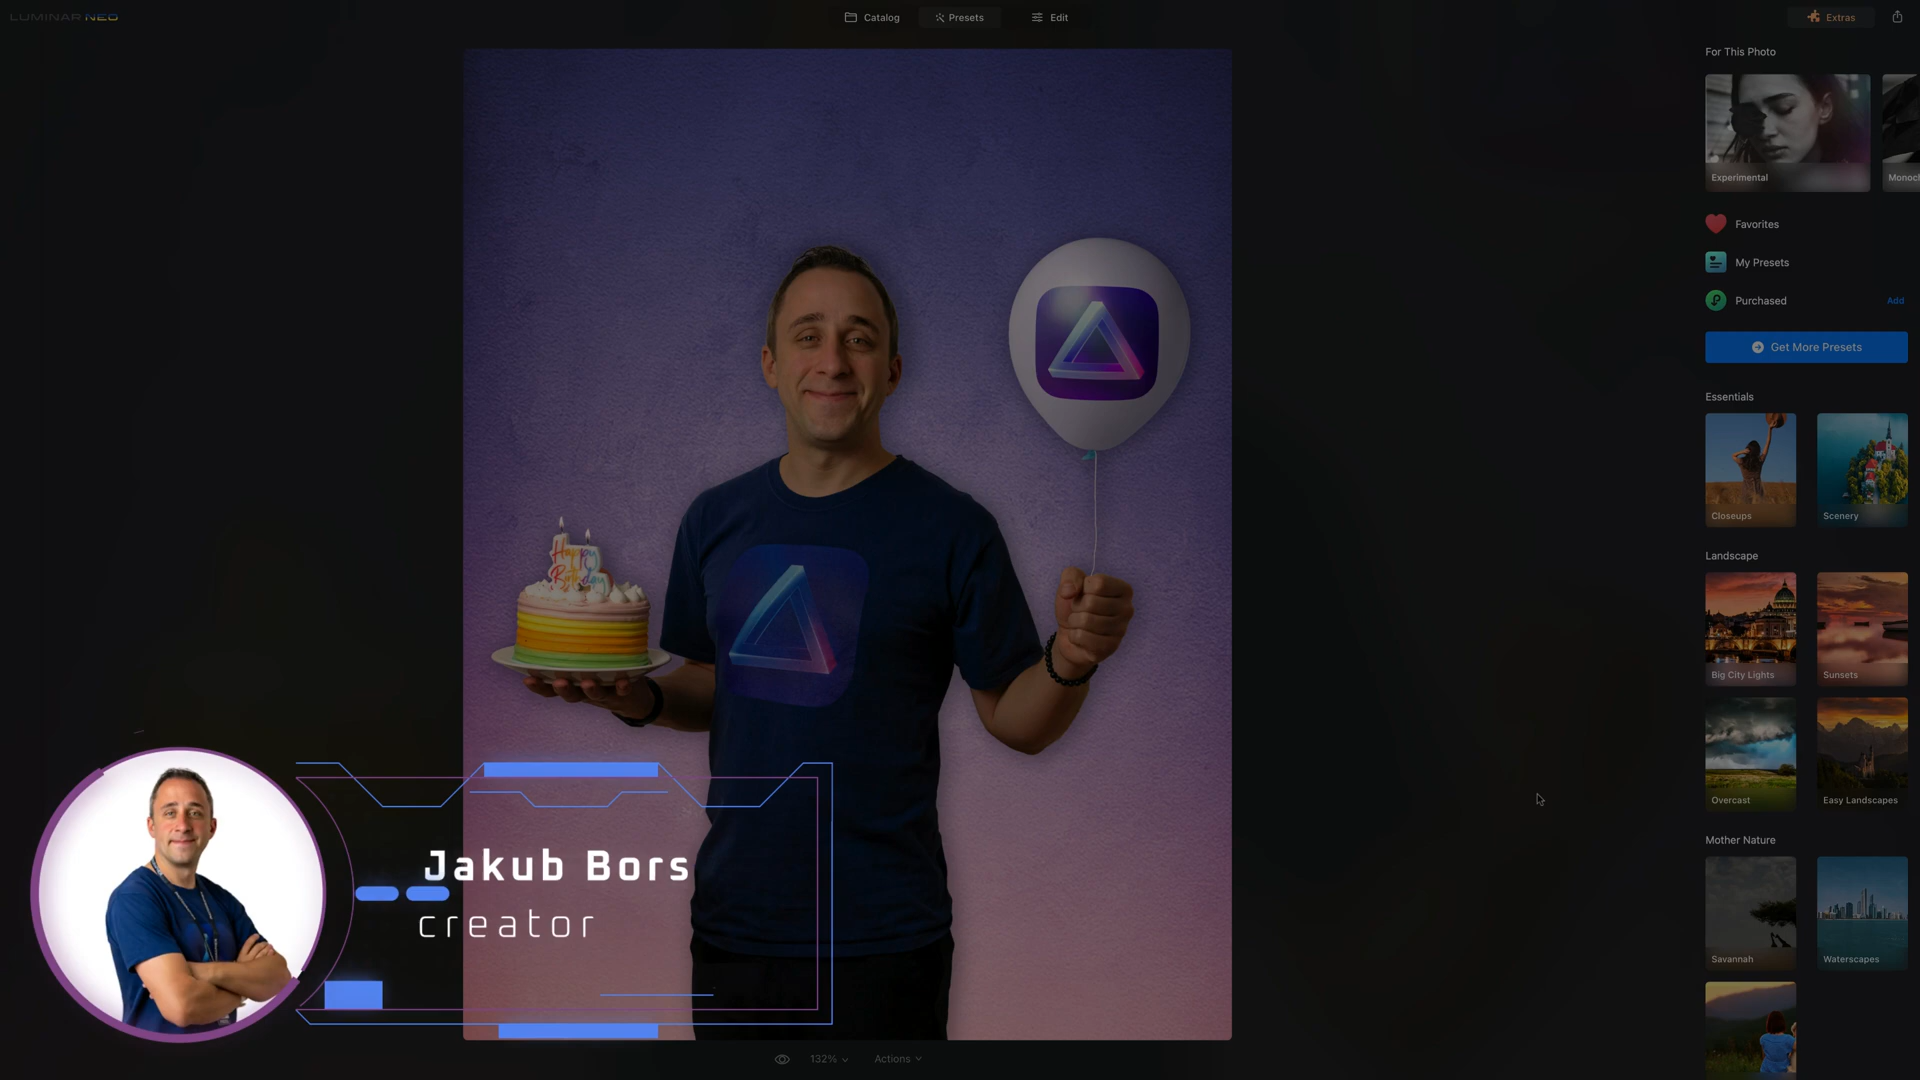 LUMINAR NEO
Catalog
Presets
Edit
Extras
For This Photo
Experimental
Favorites
My Presets
Purchased
Add
Get More Presets
Essentials
Closeups
Scenery
Landscape
Big City Lights
Sunsets
Overcast
Easy Landscapes
Mother Nature
Savannah
Waterscapes
Happy
Birthday
Jakub Bors
creator
132%
Actions